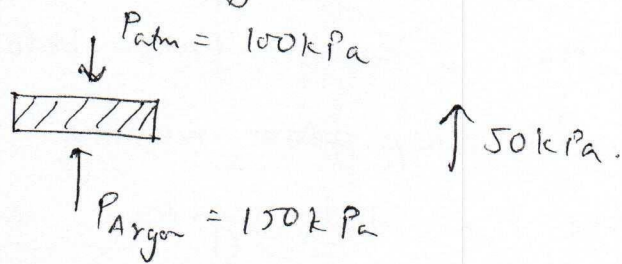 Patm = 100kPa
↑ 50kPa.
PArgon = 150kPa